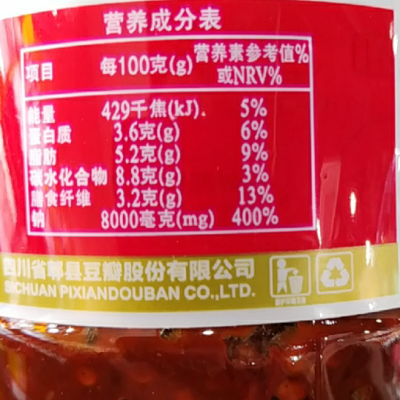 营养成分表
项目 每100克(g) 营养素参考值%或NRV%
能量 429千焦(kJ). 5%
蛋白质 3.6克(g) 6%
脂肪 5.2克(g) 9%
碳水化合物 8.8克(g) 3%
膳食纤维 3.2克(g) 13%
钠 8000毫克(mg) 400%
四川省郫县豆瓣股份有限公司
SICHUAN PIXIANDOUBAN CO.,LTD.